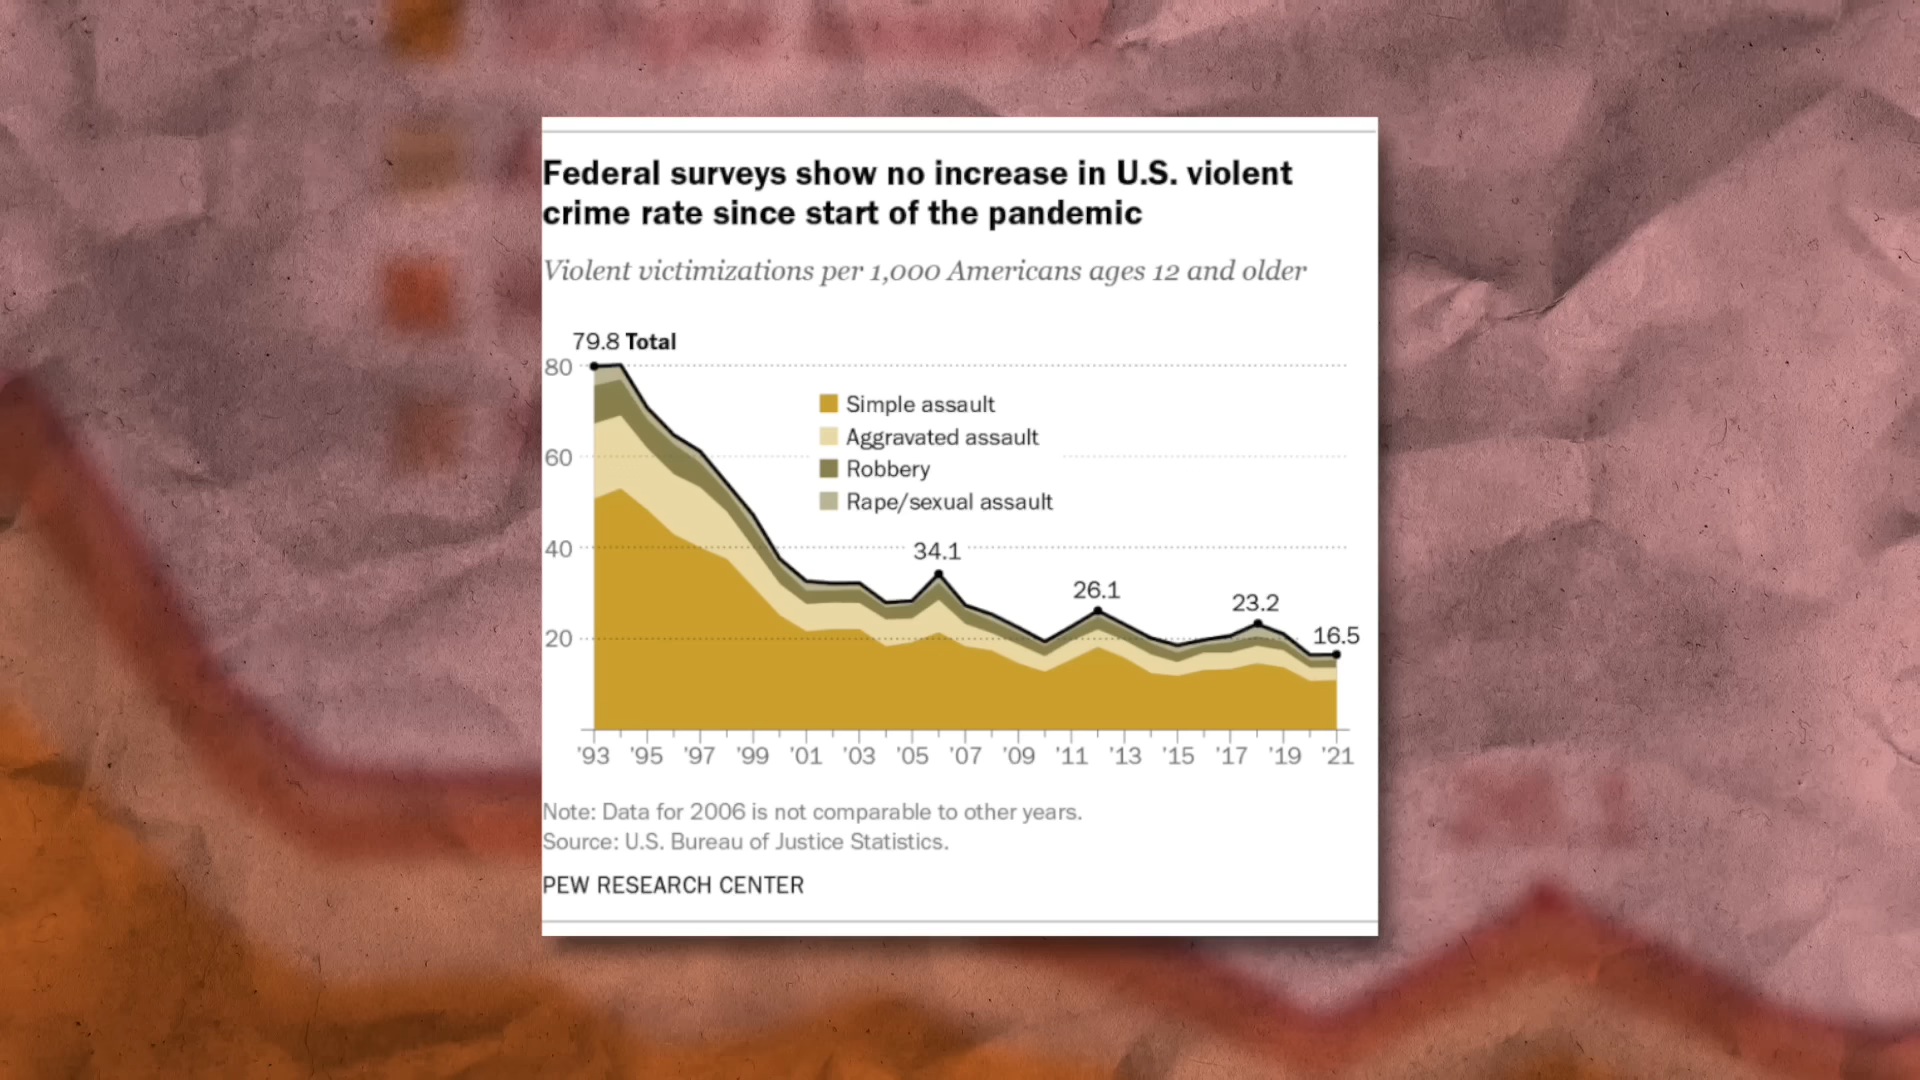 Federal surveys show no increase in U.S. violent
crime rate since start of the pandemic
Violent victimizations per 1,000 Americans ages 12 and older
79.8 Total
80
60
40
20
Simple assault
Aggravated assault
Robbery
Rape/sexual assault
34.1
26.1
23.2
16.5
'93 '95 '97 '99 '01 '03 '05 '07 '09 '11 '13 '15 '17 '19 '21
Note: Data for 2006 is not comparable to other years.
Source: U.S. Bureau of Justice Statistics.
PEW RESEARCH CENTER